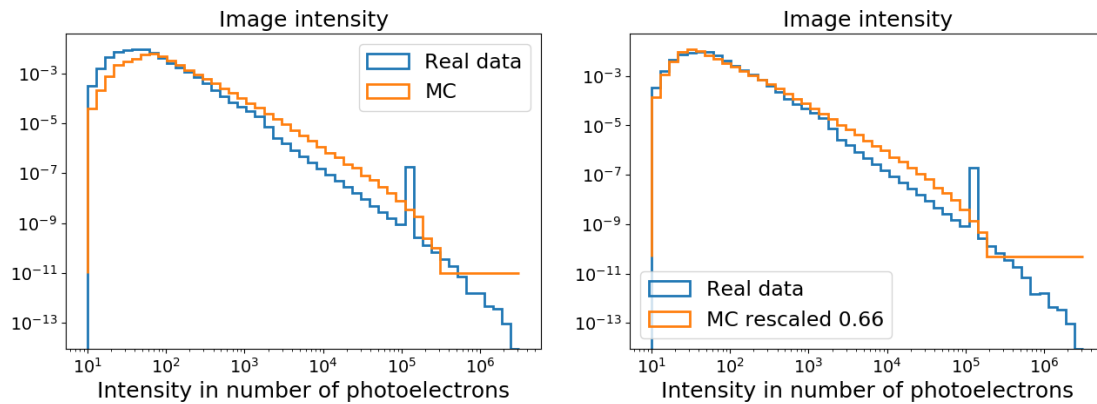 Image intensity
Real data
MC
10^-3
10^-5
10^-7
10^-9
10^-11
10^-13
10^1 10^2 10^3 10^4 10^5 10^6
Intensity in number of photoelectrons
Image intensity
10^-3
10^-5
10^-7
10^-9
10^-11
10^-13
Real data
MC rescaled 0.66
10^1 10^2 10^3 10^4 10^5 10^6
Intensity in number of photoelectrons